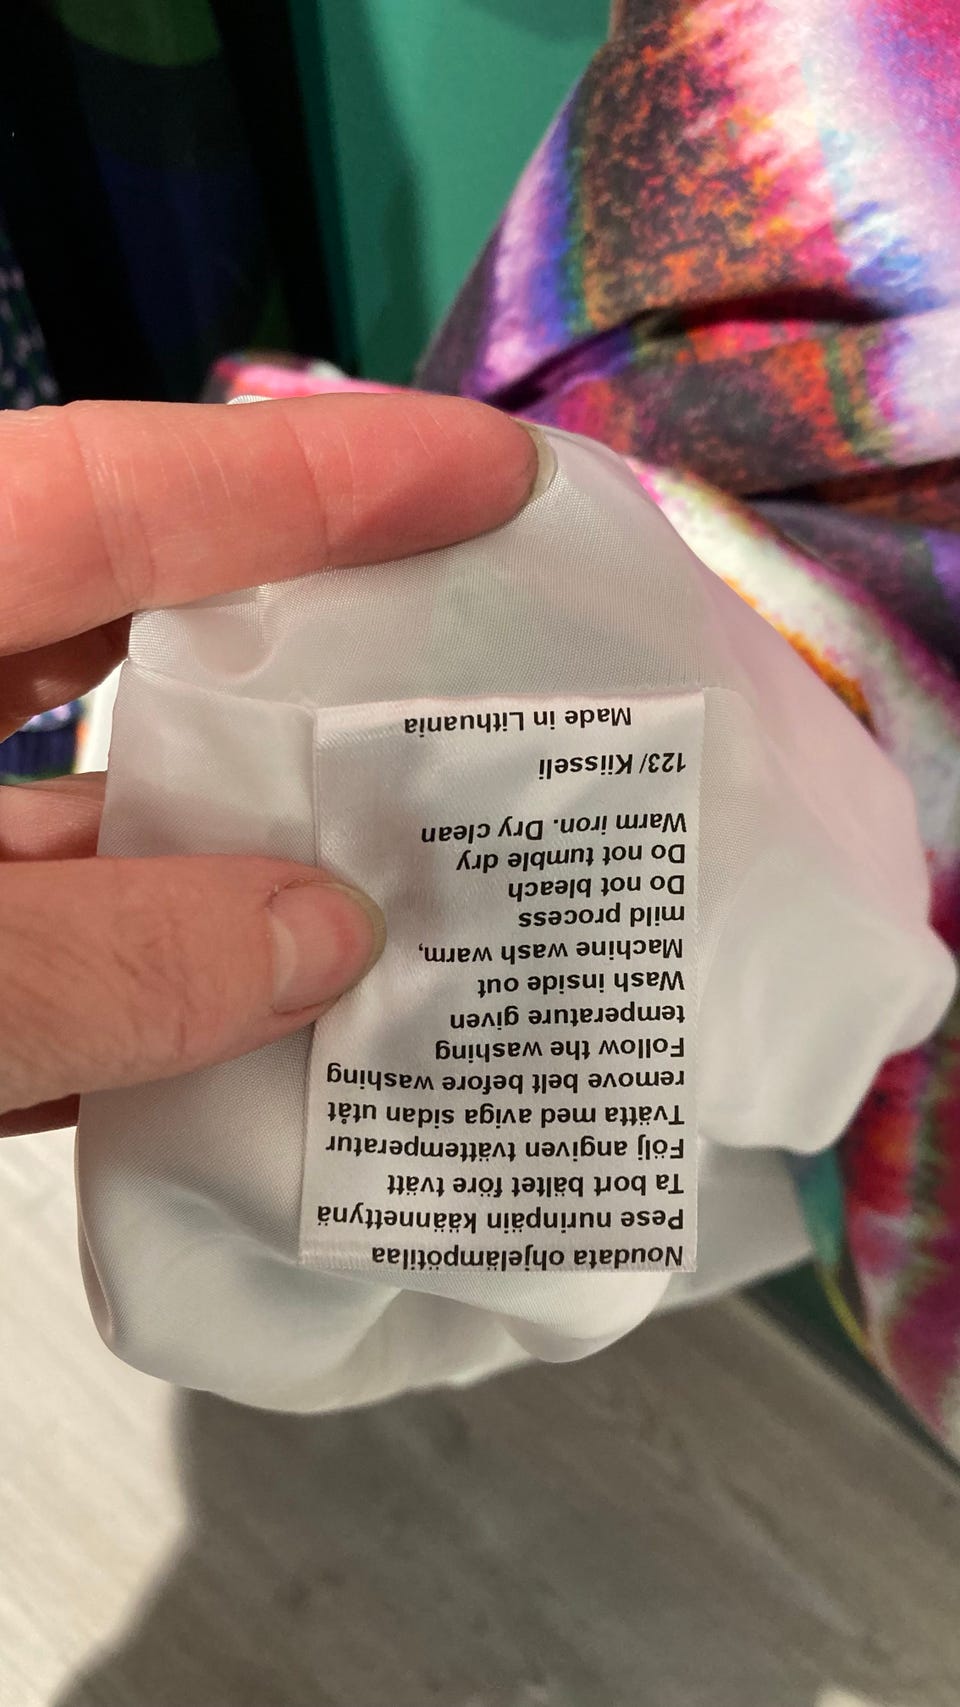 Noudata ohjelämpötilaa
Pese nurinpäin käännettynä
Ta bort bältet före tvätt
Följ angiven tvättemperatur
Tvätta med aviga sidan utåt
remove belt before washing
Follow the washing
temperature given
Wash inside out
Machine wash warm,
mild process
Do not bleach
Do not tumble dry
Warm iron. Dry clean
123/ Kiisseli
Made in Lithuania